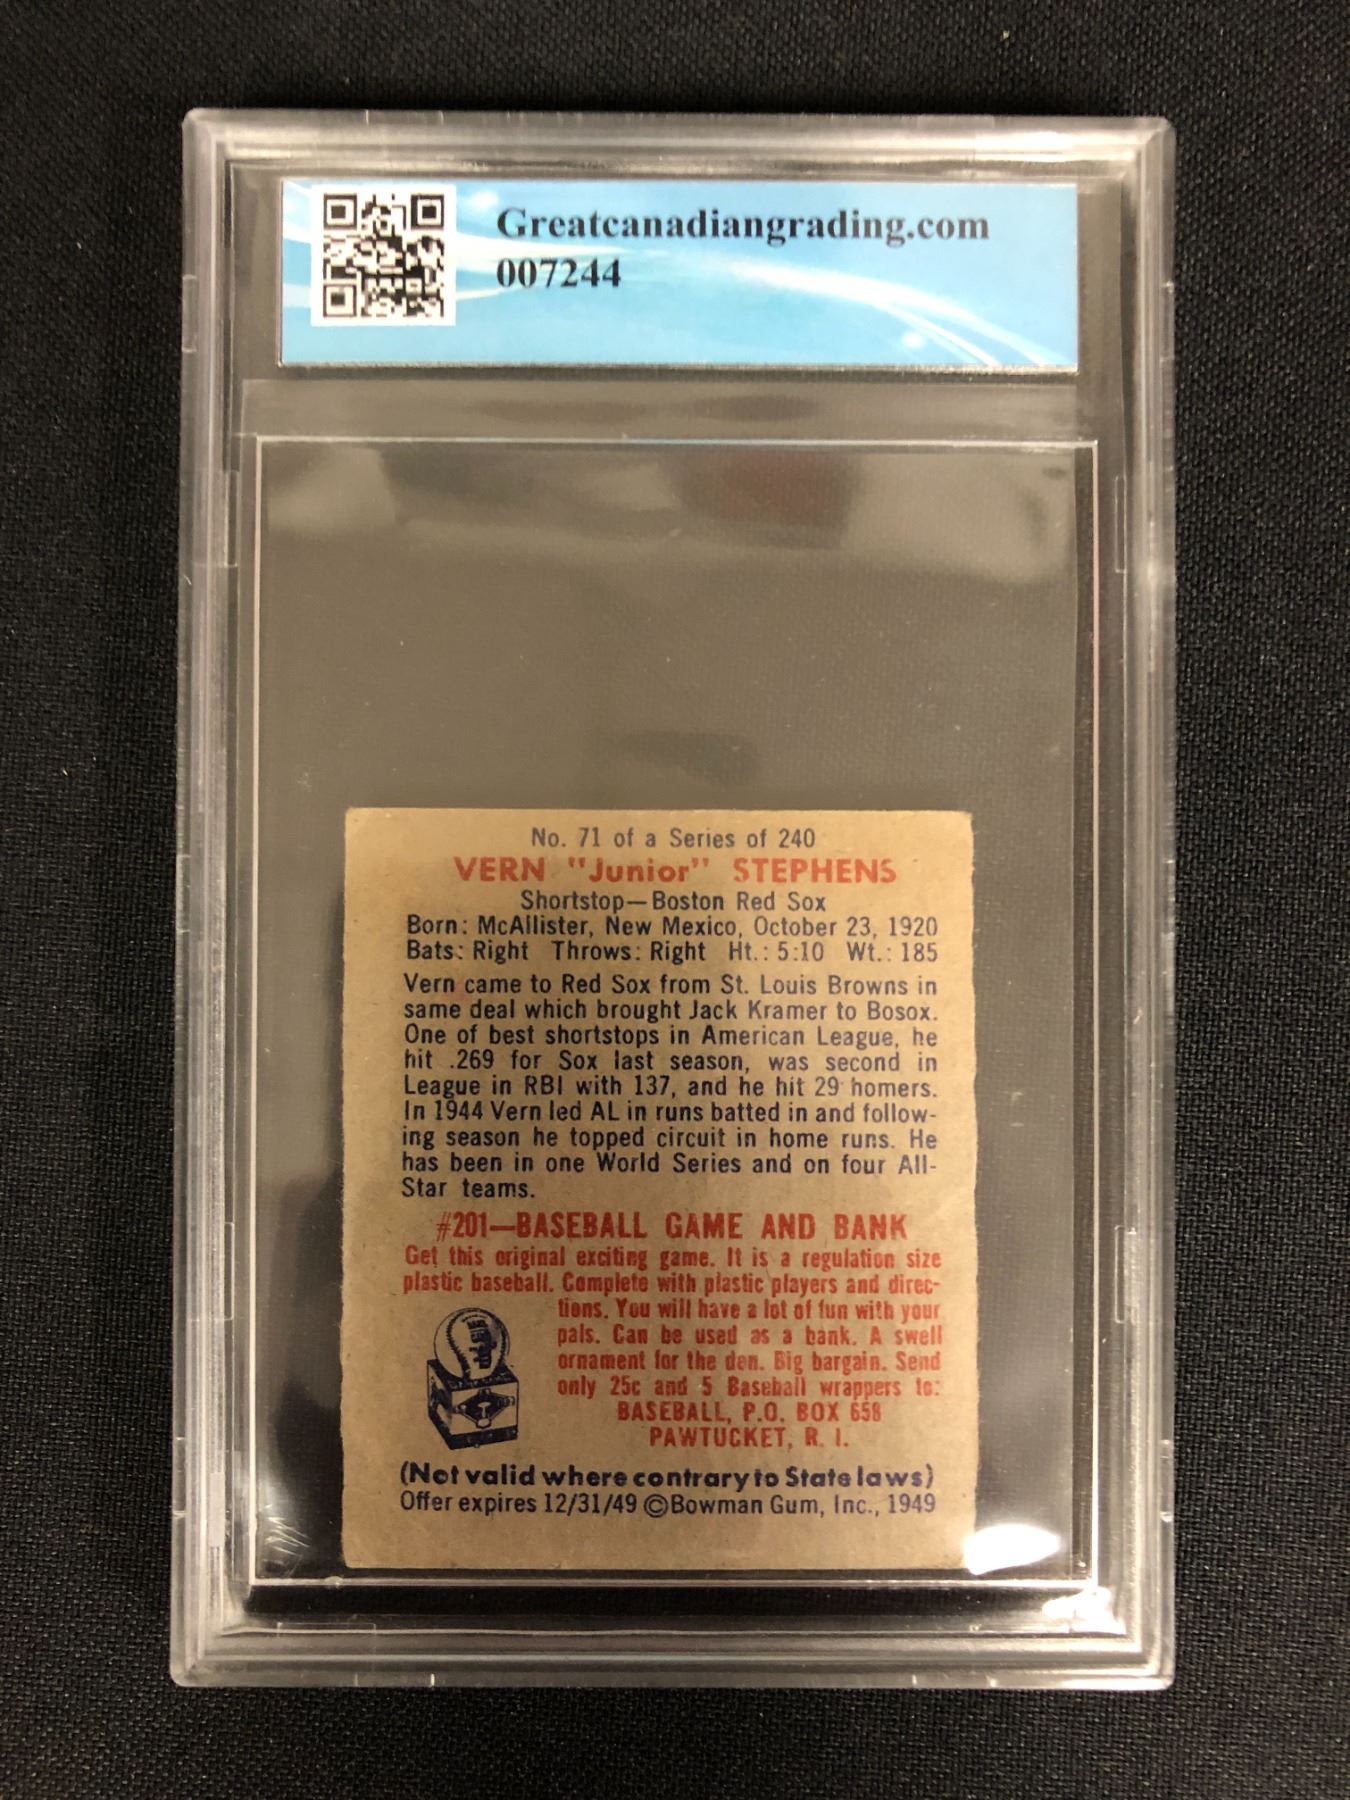 Greatcanadiangrading.com
007244
No. 71 of a Series of 240
VERN "Junior" STEPHENS
Shortstop—Boston Red Sox
Born: McAllister, New Mexico, October 23, 1920
Bats: Right Throws: Right Ht.: 5:10 Wt.: 185
Vern came to Red Sox from St. Louis Browns in
same deal which brought Jack Kramer to Bosox.
One of best shortstops in American League, he
hit .269 for Sox last season, was second in
League in RBI with 137, and he hit 29 homers.
In 1944 Vern led AL in runs batted in and follow-
ing season he topped circuit in home runs. He
has been in one World Series and on four All-
Star teams.
#201—BASEBALL GAME AND BANK
Get this original exciting game. It is a regulation size
plastic baseball. Complete with plastic players and direc-
tions. You will have a lot of fun with your
pals. Can be used as a bank. A swell
ornament for the den. Big bargain. Send
only 25c and 5 Baseball wrappers to:
BASEBALL, P.O. BOX 658
PAWTUCKET, R. I.
(Not valid where contrary to State laws)
Offer expires 12/31/49 ©Bowman Gum, Inc., 1949